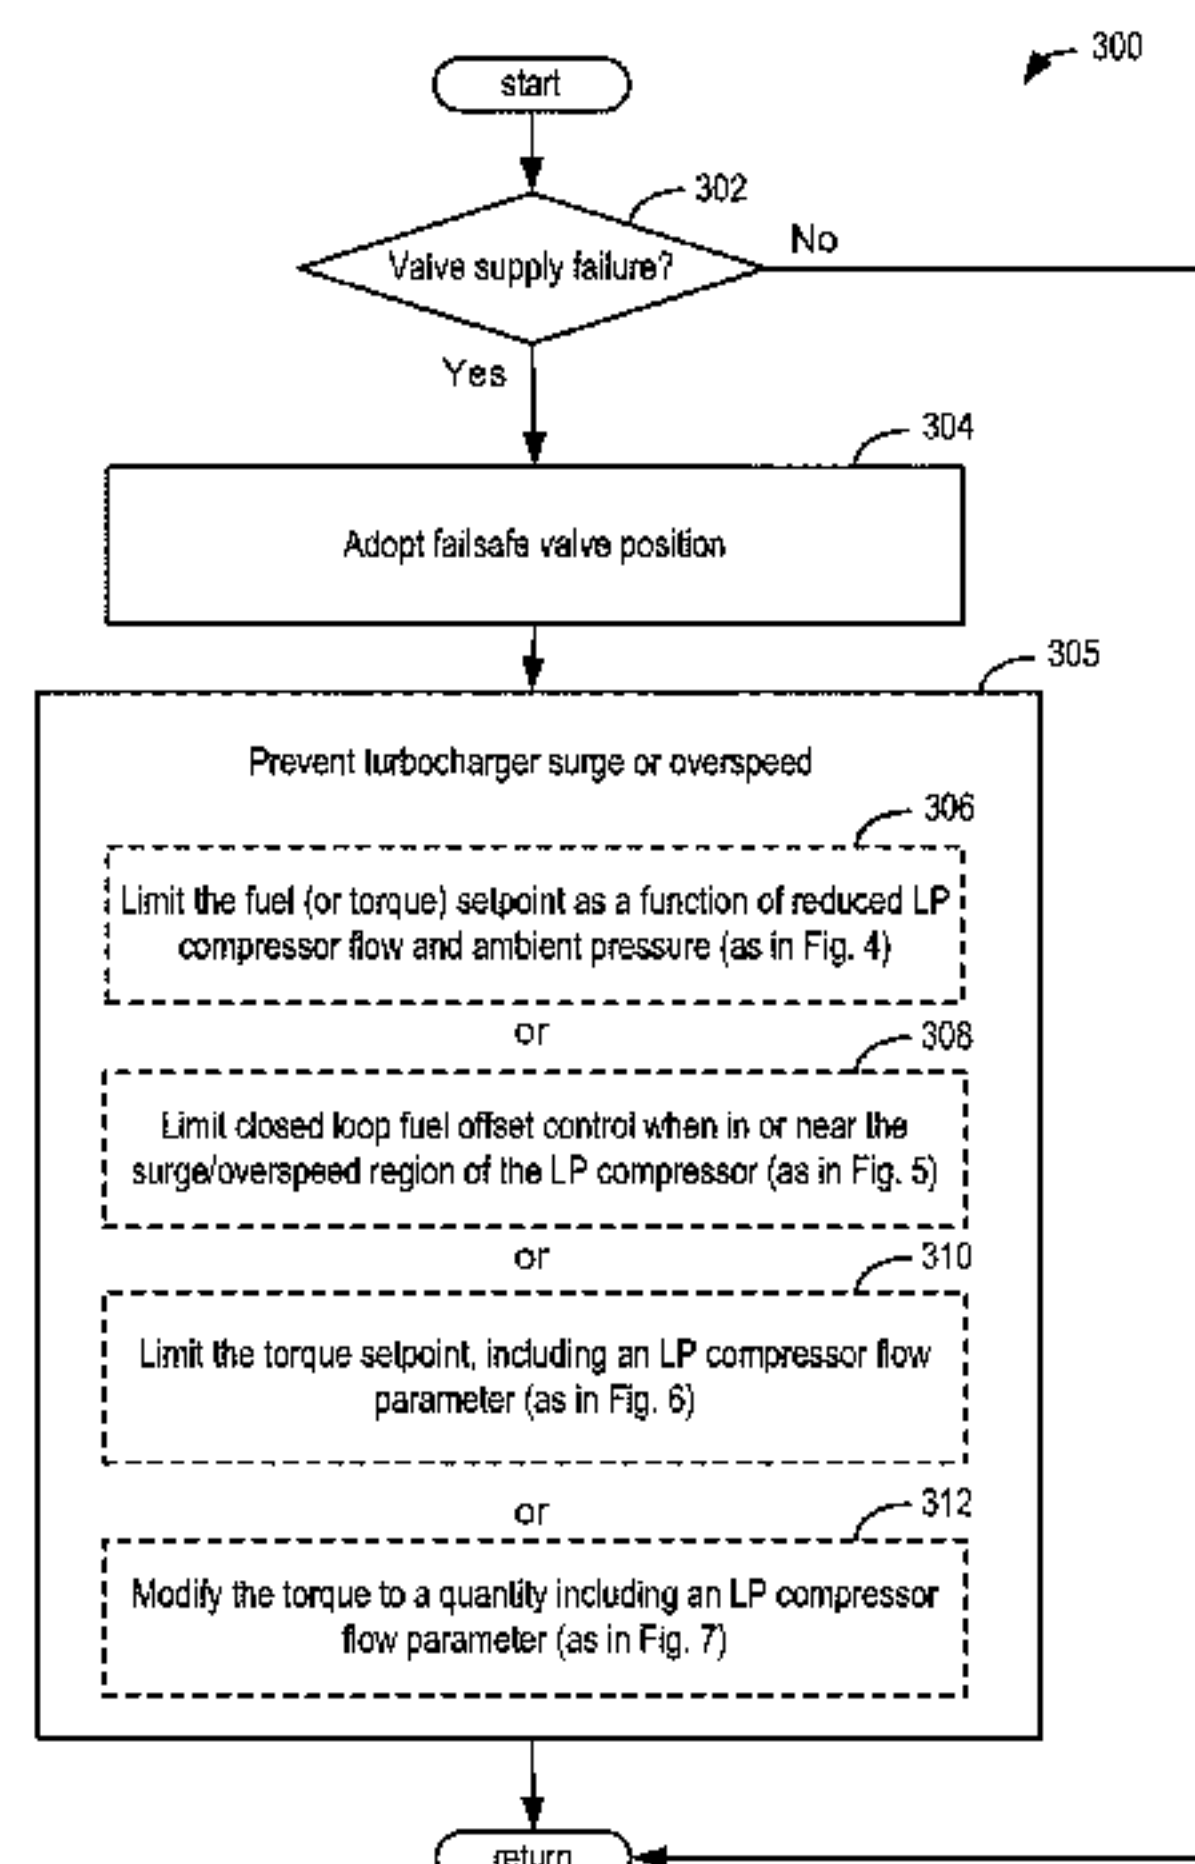 300
start
302
Valve supply failure?
No
Yes
304
Adopt failsafe valve position
305
Prevent turbocharger surge or overspeed
306
Limit the fuel (or torque) setpoint as a function of reduced LP
compressor flow and ambient pressure (as in Fig. 4)
or
308
Limit closed loop fuel offset control when in or near the
surge/overspeed region of the LP compressor (as in Fig. 5)
or
310
Limit the torque setpoint, including an LP compressor flow
parameter (as in Fig. 6)
or
312
Modify the torque to a quantity including an LP compressor
flow parameter (as in Fig. 7)
return